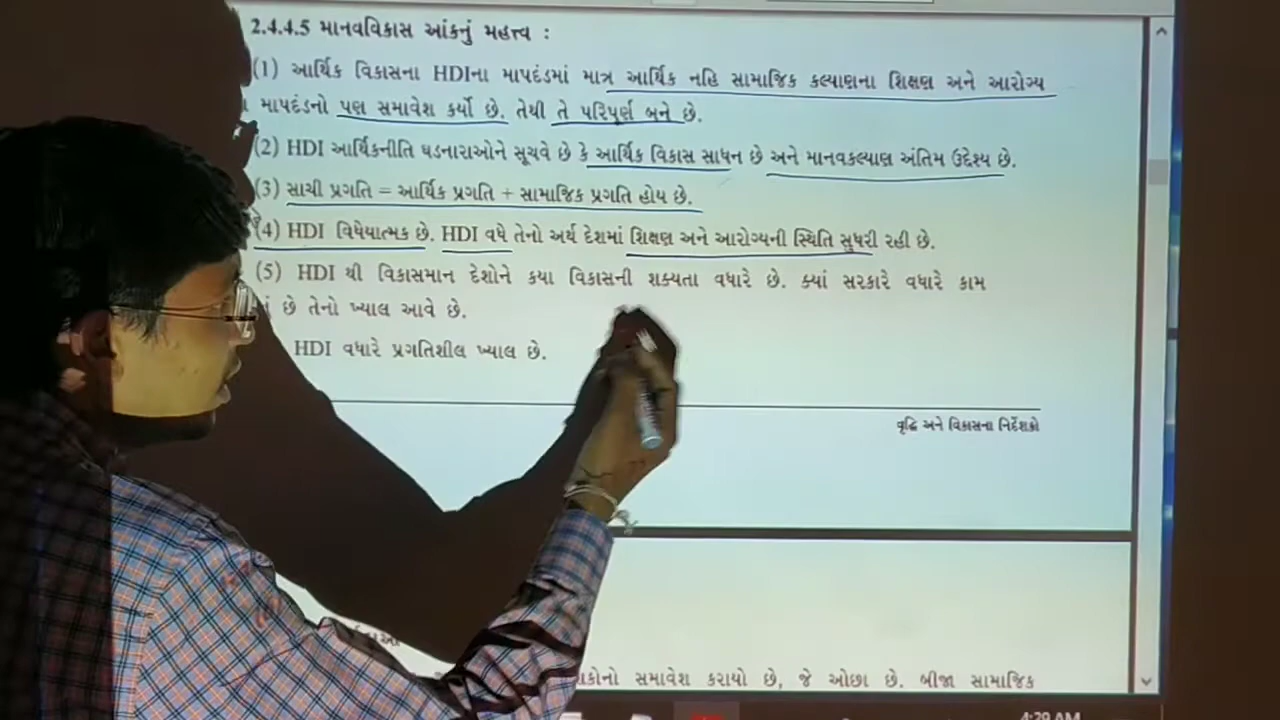 2.4.4.5 માનવવિકાસ આંકનું મહત્ત્વ :
(1) આર્થિક વિકાસના HDIના માપદંડમાં માત્ર આર્થિક નહિ સામાજિક કલ્યાણના શિક્ષણ અને આરોગ્ય
માપદંડનો પણ સમાવેશ કર્યો છે. તેથી તે પરિપૂર્ણ બને છે.
(2) HDI આર્થિકનીતિ ઘડનારાઓને સૂચવે છે કે આર્થિક વિકાસ સાધન છે અને માનવકલ્યાણ અંતિમ ઉદ્દેશ્ય છે.
(3) સાચી પ્રગતિ = આર્થિક પ્રગતિ + સામાજિક પ્રગતિ હોય છે.
(4) HDI વિધેયાત્મક છે. HDI વધે તેનો અર્થ દેશમાં શિક્ષણ અને આરોગ્યની સ્થિતિ સુધરી રહી છે.
(5) HDI થી વિકાસમાન દેશોને કયા વિકાસની શક્યતા વધારે છે. ક્યાં સરકારે વધારે કામ
છે તેનો ખ્યાલ આવે છે.
HDI વધારે પ્રગતિશીલ ખ્યાલ છે.
વૃદ્ધિ અને વિકાસના નિર્દેશકો
સમાવેશ કરાયો છે, જે ઓછા છે. બીજા સામાજિક
4:29 AM